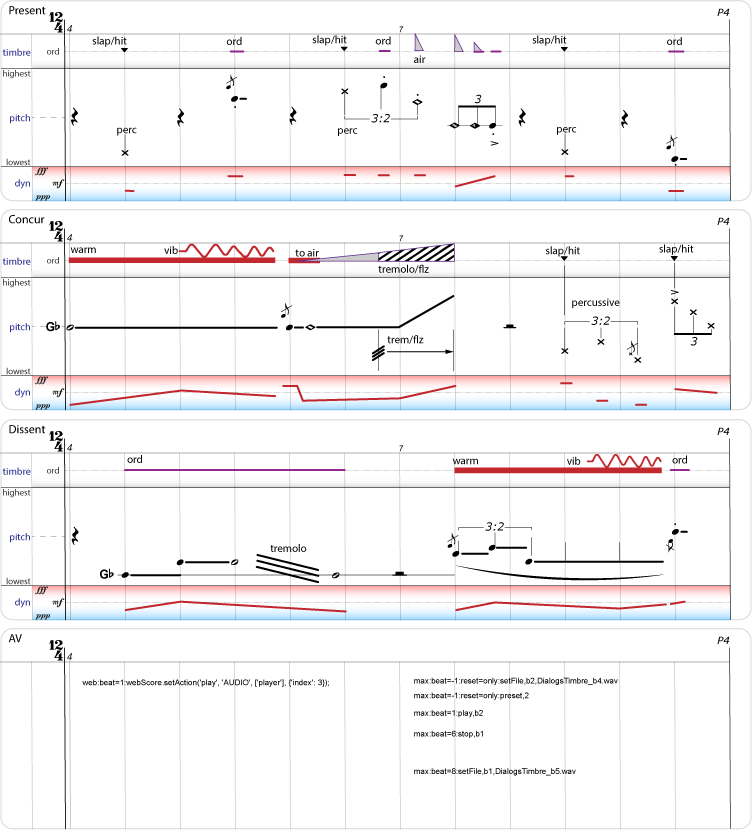 Present
P4
12
4
4
7
slap/hit
ord
slap/hit
ord
slap/hit
ord
timbre
ord
air
highest
pitch
perc
3:2
perc
3
perc
lowest
fff
dyn
mf
ppp
Concur
P4
12
4
4
7
warm
vib
to air
slap/hit
slap/hit
timbre
ord
tremolo/flz
highest
percussive
pitch
G♭
3:2
trem/flz
3
lowest
fff
dyn
mf
ppp
Dissent
P4
12
4
4
7
ord
warm
vib
ord
timbre
ord
highest
3:2
pitch
tremolo
G♭
lowest
fff
dyn
mf
ppp
AV
P4
12
4
4
web:beat=1:webScore.setAction('play', 'AUDIO', ['player'], {'index': 3});
max:beat=-1:reset=only:setFile,b2,DialogsTimbre_b4.wav
max:beat=-1:reset=only:preset,2
max:beat=1:play,b2
max:beat=6:stop,b1
max:beat=8:setFile,b1,DialogsTimbre_b5.wav